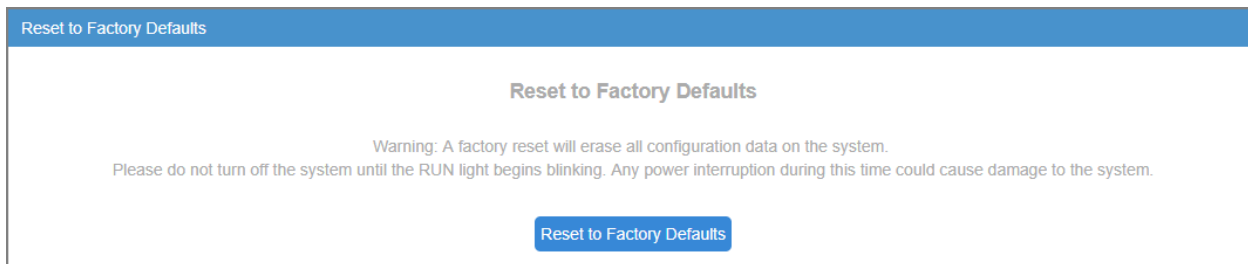 Reset to Factory Defaults
Reset to Factory Defaults
Warning: A factory reset will erase all configuration data on the system.
Please do not turn off the system until the RUN light begins blinking. Any power interruption during this time could cause damage to the system.
Reset to Factory Defaults